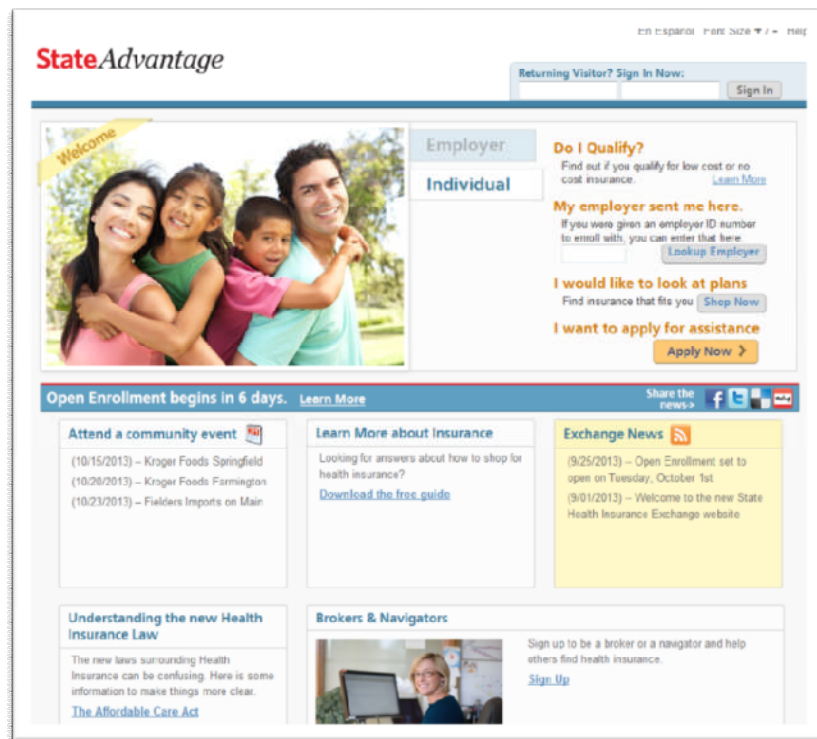 En Español Font Size ▼ / - Help
StateAdvantage
Returning Visitor? Sign In Now:
Sign In
Welcome
Employer
Individual
Do I Qualify?
Find out if you qualify for low cost or no
cost insurance. Learn More
My employer sent me here.
If you were given an employer ID number
to enroll with, you can enter that here
Lookup Employer
I would like to look at plans
Find insurance that fits you Shop Now
I want to apply for assistance
Apply Now >
Open Enrollment begins in 6 days. Learn More
Share the
news>
Attend a community event
(10/15/2013) – Kroger Foods Springfield
(10/20/2013) – Kroger Foods Farmington
(10/23/2013) – Fielders Imports on Main
Learn More about Insurance
Looking for answers about how to shop for
health insurance?
Download the free guide
Exchange News
(9/25/2013) – Open Enrollment set to
open on Tuesday, October 1st
(9/01/2013) – Welcome to the new State
Health Insurance Exchange website
Understanding the new Health
Insurance Law
The new laws surrounding Health
Insurance can be confusing. Here is some
information to make things more clear.
The Affordable Care Act
Brokers & Navigators
Sign up to be a broker or a navigator and help
others find health insurance.
Sign Up